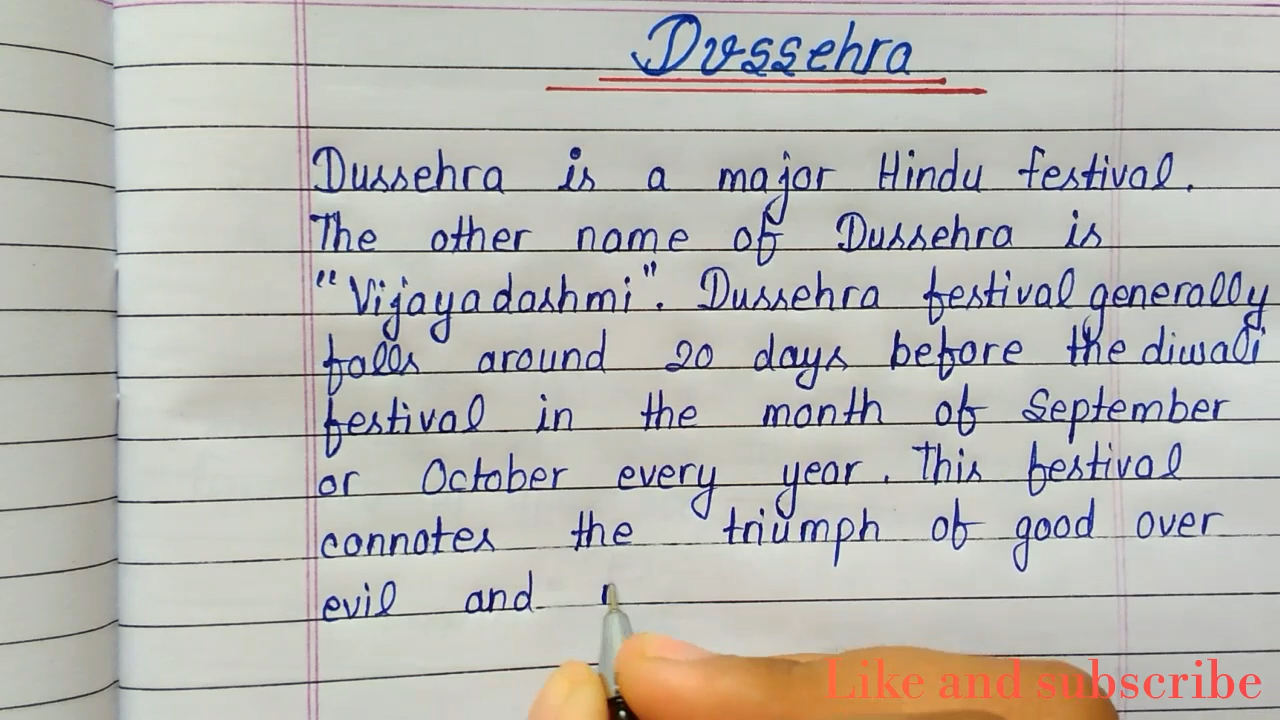 Dussehra
Dussehra is a major Hindu festival.
The other name of Dussehra is
"Vijayadashmi". Dussehra festival generally
falls around 20 days before the diwali
festival in the month of September
or October every year. This festival
connotes the triumph of good over
evil and
Like and subscribe